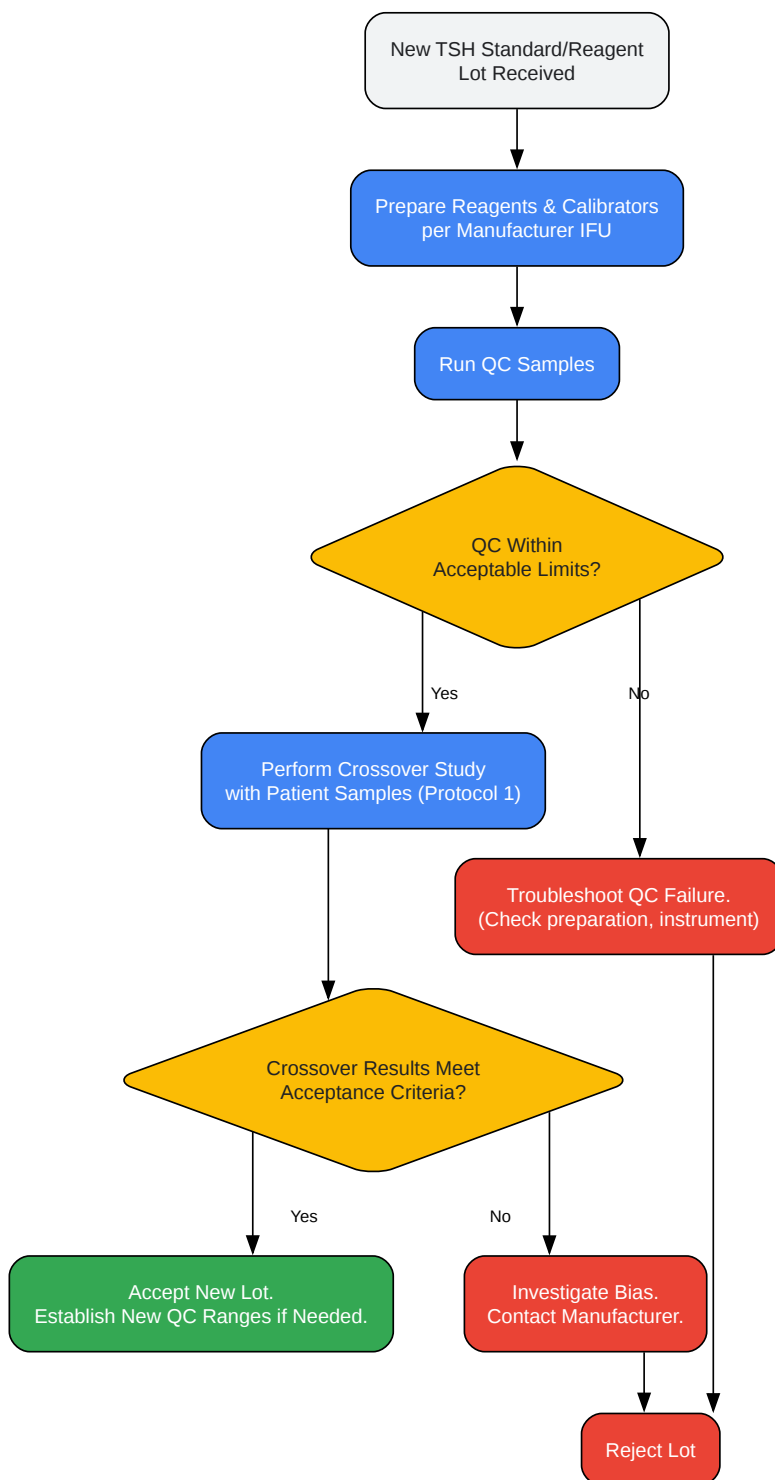 New TSH Standard/Reagent
Lot Received
Prepare Reagents & Calibrators
per Manufacturer IFU
Run QC Samples
QC Within
Acceptable Limits?
Yes
No
Perform Crossover Study
with Patient Samples (Protocol 1)
Troubleshoot QC Failure.
(Check preparation, instrument)
Crossover Results Meet
Acceptance Criteria?
Yes
No
Accept New Lot.
Establish New QC Ranges if Needed.
Investigate Bias.
Contact Manufacturer.
Reject Lot